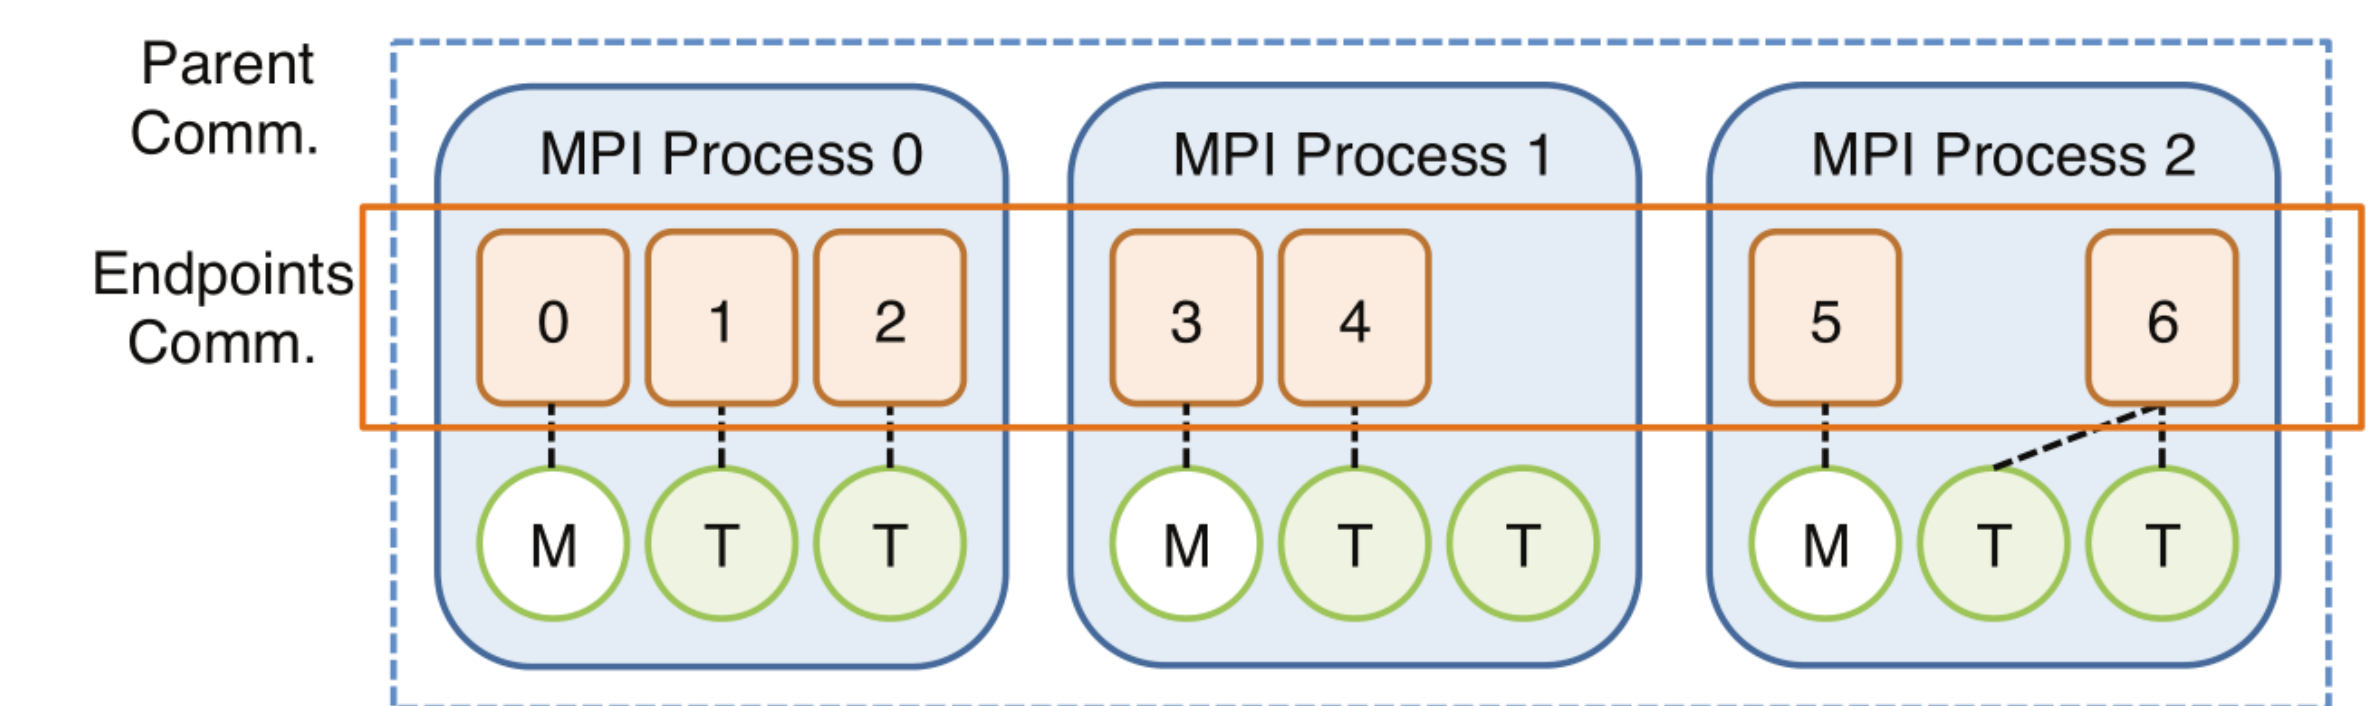 Parent
Comm.
MPI Process 0
MPI Process 1
MPI Process 2
Endpoints
Comm.
0
1
2
3
4
5
6
M
T
T
M
T
T
M
T
T